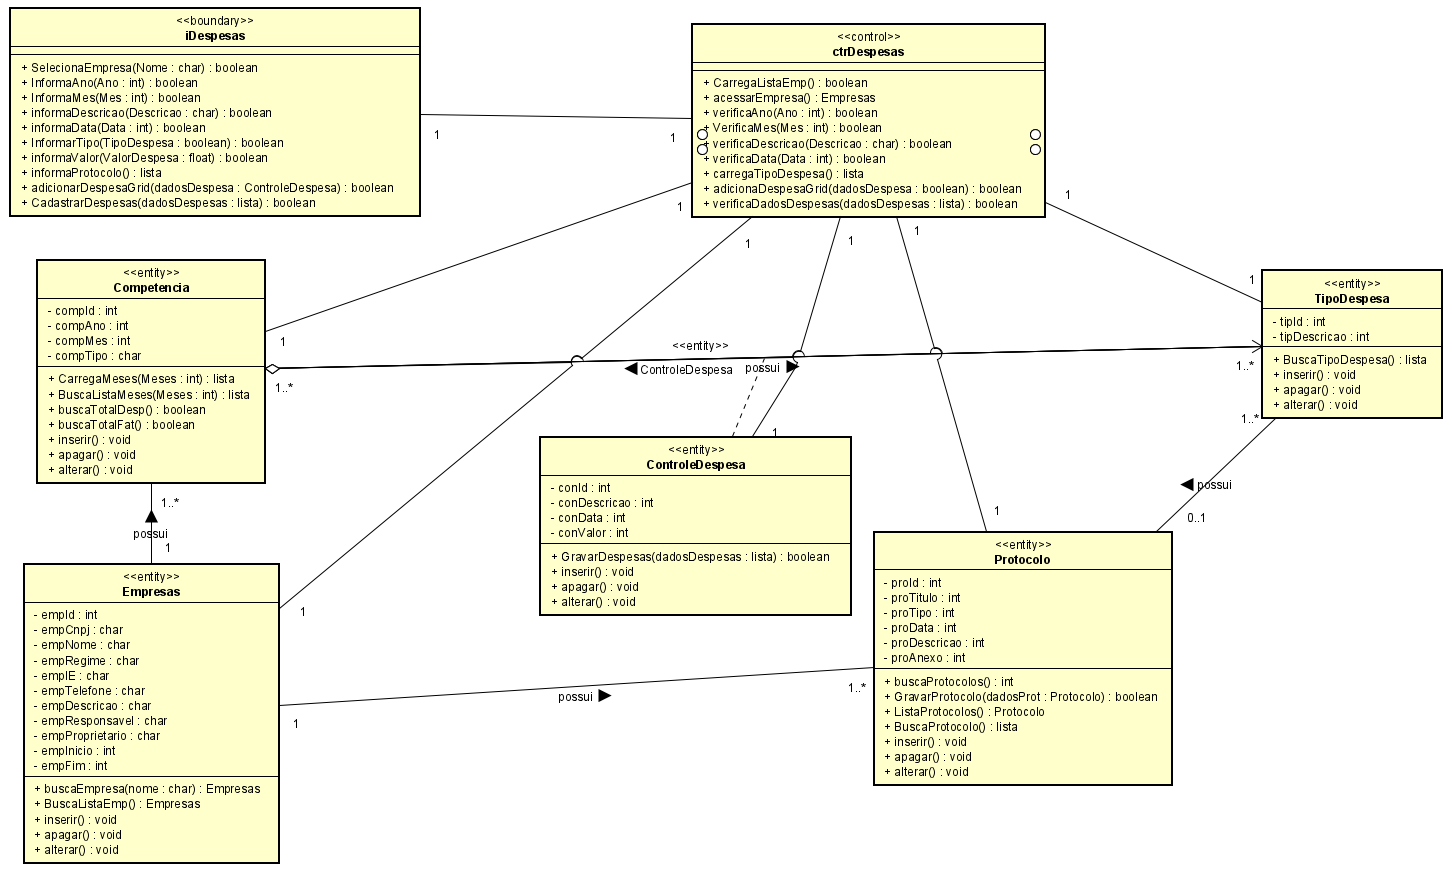 <<boundary>>
iDespesas
+ SelecionaEmpresa(Nome : char) : boolean
+ InformaAno(Ano : int) : boolean
+ InformaMes(Mes : int) : boolean
+ informaDescricao(Descricao : char) : boolean
+ informaData(Data : int) : boolean
+ InformarTipo(TipoDespesa : boolean) : boolean
+ informaValor(ValorDespesa : float) : boolean
+ informaProtocolo() : lista
+ adicionarDespesaGrid(dadosDespesa : ControleDespesa) : boolean
+ CadastrarDespesas(dadosDespesas : lista) : boolean
<<control>>
ctrDespesas
+ CarregaListaEmp() : boolean
+ acessarEmpresa() : Empresas
+ verificaAno(Ano : int) : boolean
+ VerificaMes(Mes : int) : boolean
+ verificaDescricao(Descricao : char) : boolean
+ verificaData(Data : int) : boolean
+ carregaTipoDespesa() : lista
+ adicionaDespesaGrid(dadosDespesa : boolean) : boolean
+ verificaDadosDespesas(dadosDespesas : lista) : boolean
1
1
1
1
1
1
1
<<entity>>
Competencia
- compId : int
- compAno : int
- compMes : int
- compTipo : char
+ CarregaMeses(Meses : int) : lista
+ BuscaListaMeses(Meses : int) : lista
+ buscaTotalDesp() : boolean
+ buscaTotalFat() : boolean
+ inserir() : void
+ apagar() : void
+ alterar() : void
1
1..*
<<entity>>
ControleDespesa
possui
1
1..*
<<entity>>
TipoDespesa
- tipId : int
- tipDescricao : int
+ BuscaTipoDespesa() : lista
+ inserir() : void
+ apagar() : void
+ alterar() : void
1..*
possui
0..1
1..*
possui
1
1
<<entity>>
ControleDespesa
- conId : int
- conDescricao : int
- conData : int
- conValor : int
+ GravarDespesas(dadosDespesas : lista) : boolean
+ inserir() : void
+ apagar() : void
+ alterar() : void
1
<<entity>>
Protocolo
- proId : int
- proTitulo : int
- proTipo : int
- proData : int
- proDescricao : int
- proAnexo : int
+ buscaProtocolos() : int
+ GravarProtocolo(dadosProt : Protocolo) : boolean
+ ListaProtocolos() : Protocolo
+ BuscaProtocolo() : lista
+ inserir() : void
+ apagar() : void
+ alterar() : void
<<entity>>
Empresas
- empId : int
- empCnpj : char
- empNome : char
- empRegime : char
- empIE : char
- empTelefone : char
- empDescricao : char
- empResponsavel : char
- empProprietario : char
- empInicio : int
- empFim : int
+ buscaEmpresa(nome : char) : Empresas
+ BuscaListaEmp() : Empresas
+ inserir() : void
+ apagar() : void
+ alterar() : void
1
1
possui
1..*